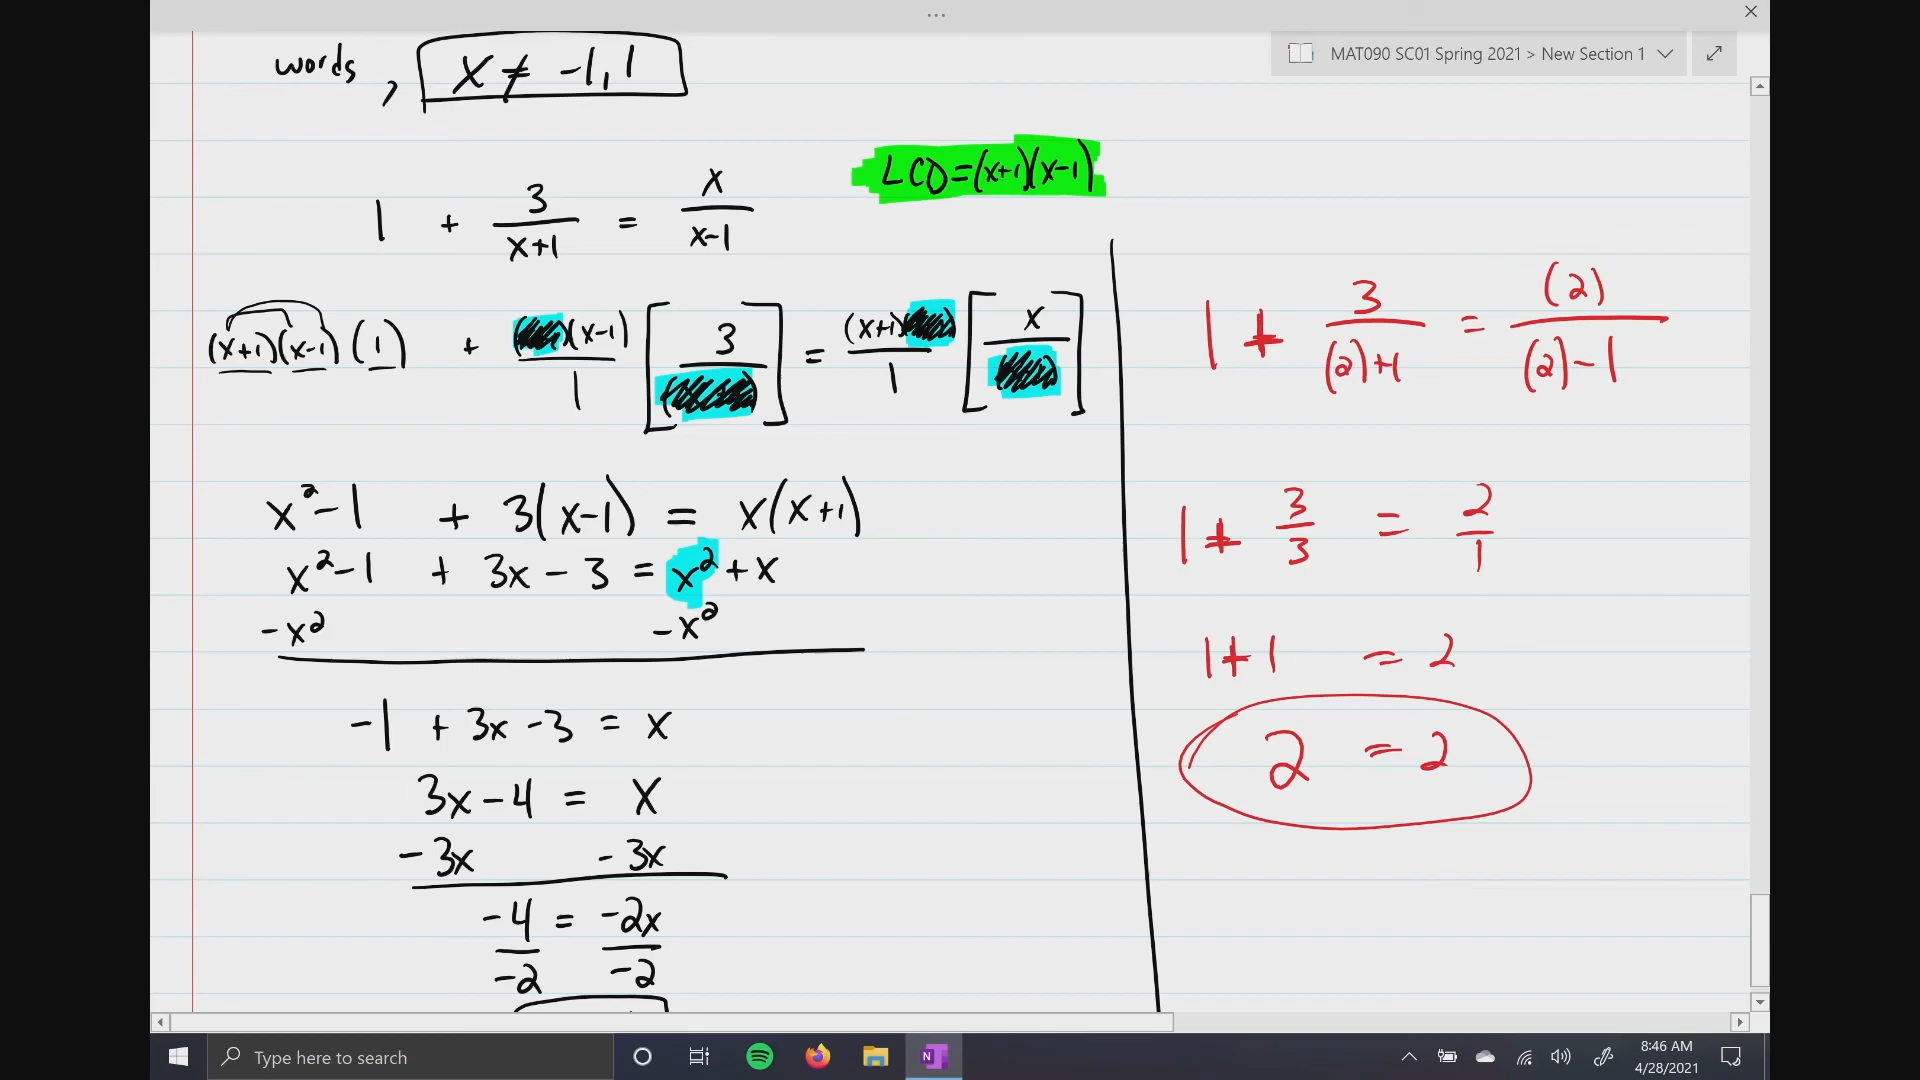 ...
MAT090 SC01 Spring 2021 > New Section 1
words, x ≠ -1, 1
LCD=(x+1)(x-1)
1 + 3/(x+1) = x/(x-1)
(x+1)(x-1)(1) + (x-1)/1 [3/] = (x+1)/1 [x/]
x²-1 + 3(x-1) = x(x+1)
x²-1 + 3x - 3 = x² + x
-x² -x²
-1 + 3x - 3 = x
3x - 4 = x
-3x -3x
-4 = -2x
-2 -2
1 + 3/((2)+1) = (2)/((2)-1)
1 + 3/3 = 2/1
1+1 = 2
2 = 2
Type here to search
8:46 AM
4/28/2021